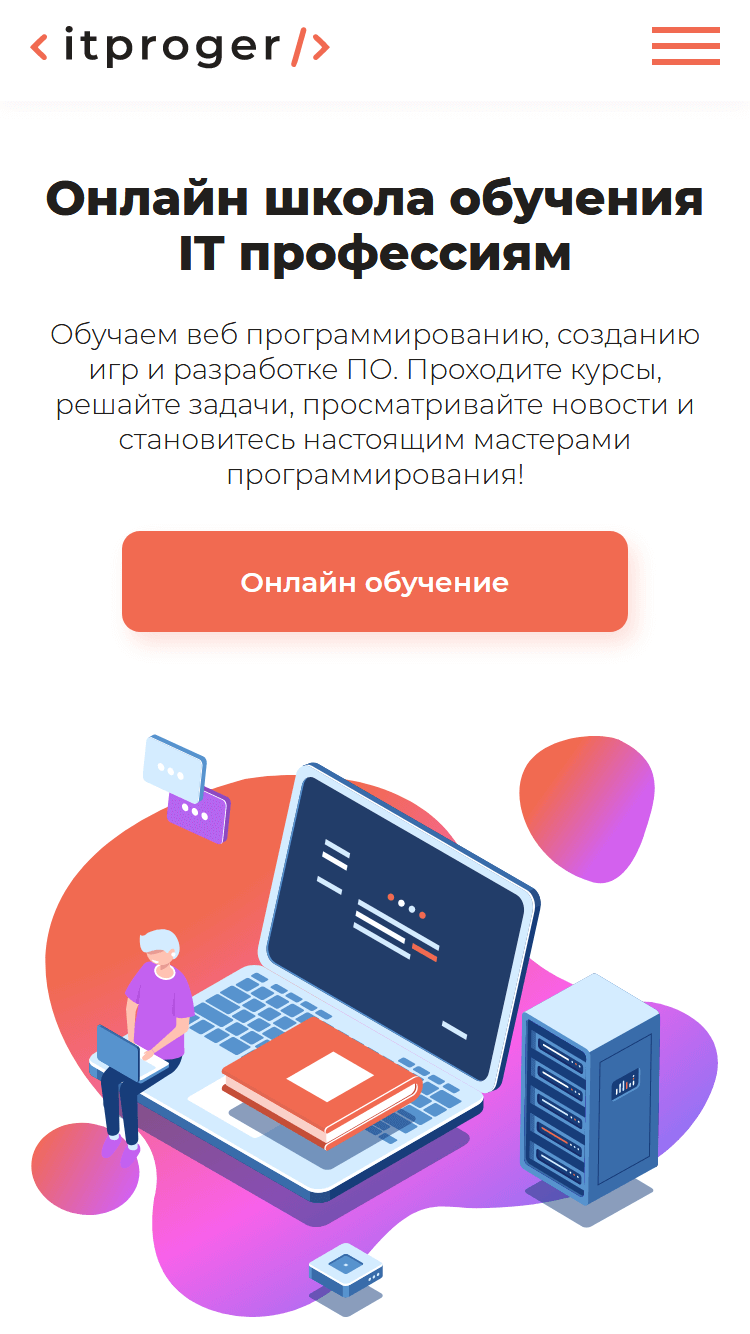 < itproger />
Онлайн школа обучения
IT профессиям
Обучаем веб программированию, созданию
игр и разработке ПО. Проходите курсы,
решайте задачи, просматривайте новости и
становитесь настоящим мастерами
программирования!
Онлайн обучение